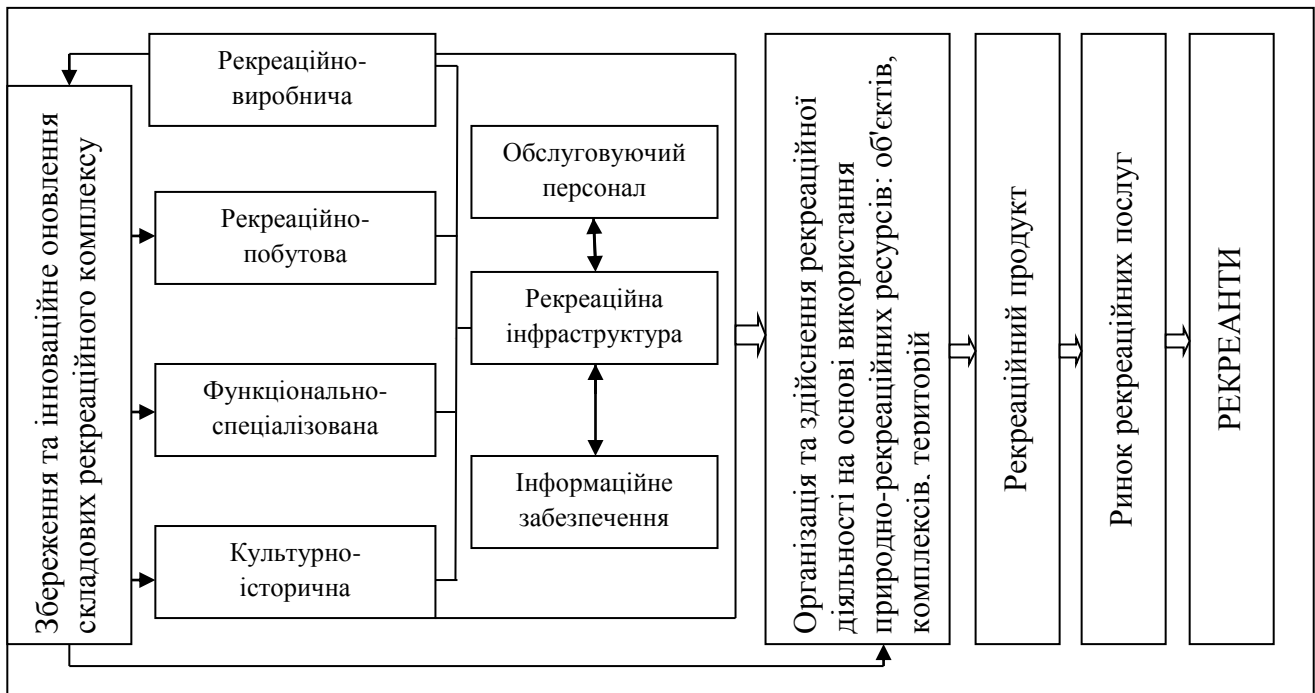 Збереження та інноваційне оновлення
складових рекреаційного комплексу
Рекреаційно-
виробнича
Рекреаційно-
побутова
Функціонально-
спеціалізована
Культурно-
історична
Обслуговуючий
персонал
Рекреаційна
інфраструктура
Інформаційне
забезпечення
Організація та здійснення рекреаційної
діяльності на основі використання
природно-рекреаційних ресурсів: об'єктів,
комплексів, територій
Рекреаційний продукт
Ринок рекреаційних послуг
РЕКРЕАНТИ